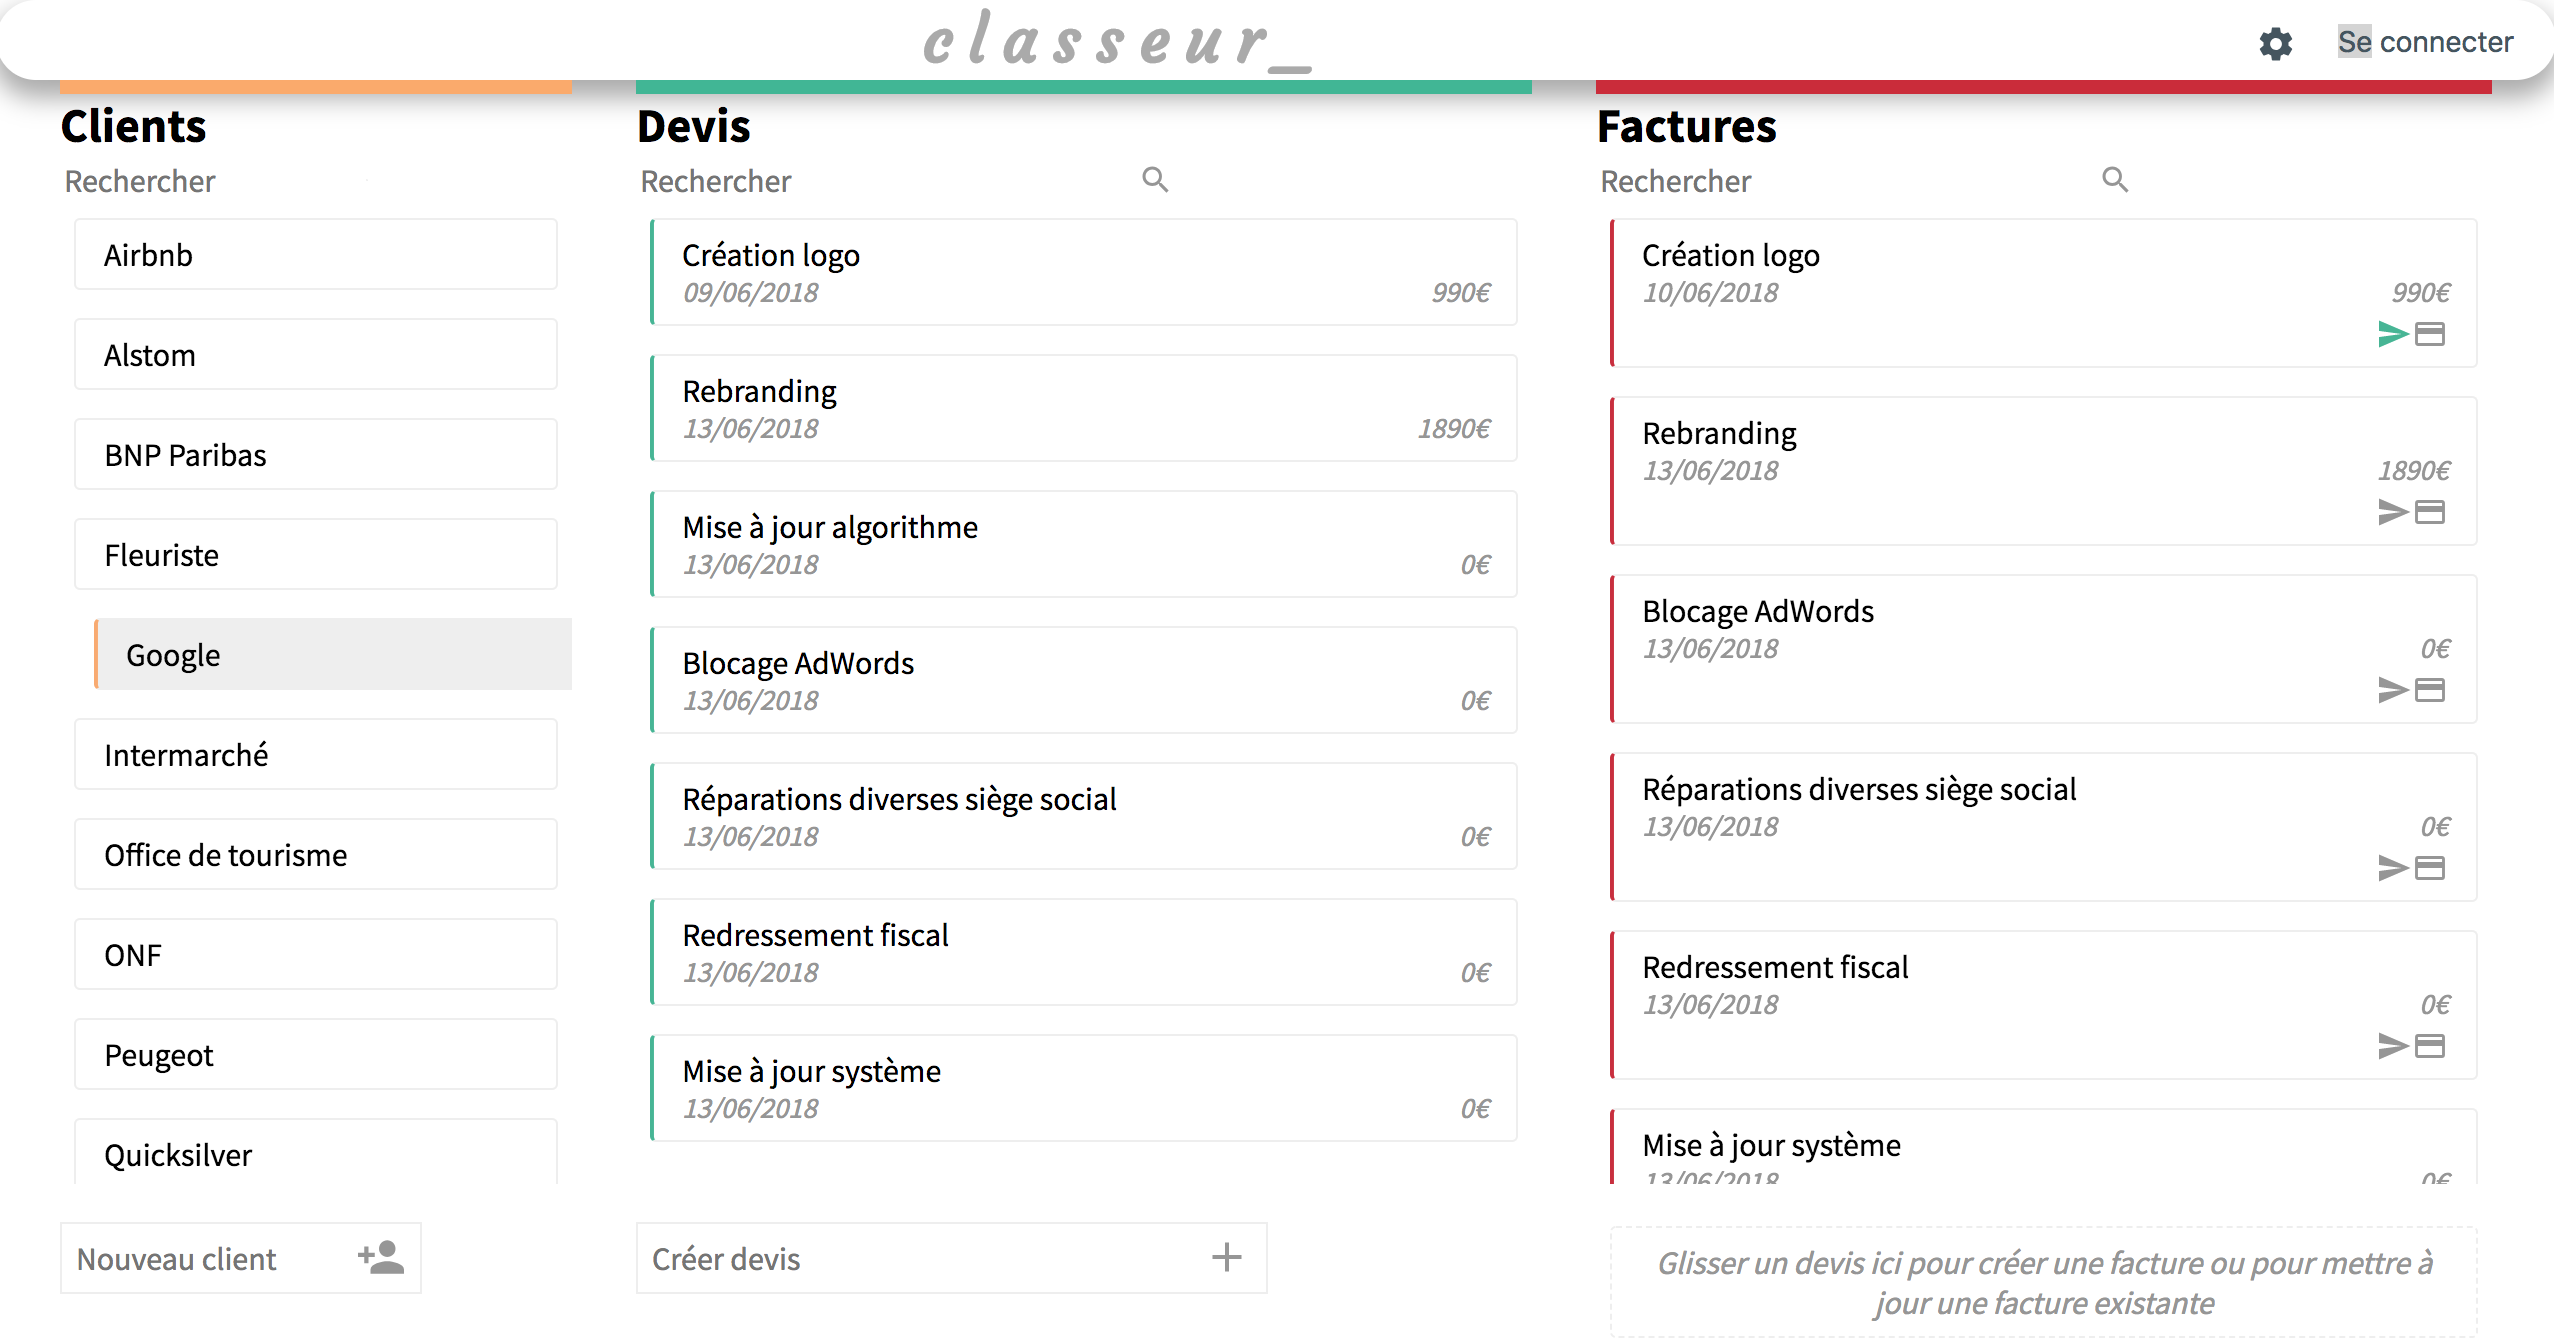 classeur_
Se connecter
Clients
Rechercher
Airbnb
Alstom
BNP Paribas
Fleuriste
Google
Intermarché
Office de tourisme
ONF
Peugeot
Quicksilver
Nouveau client
Devis
Rechercher
Création logo
09/06/2018 990€
Rebranding
13/06/2018 1890€
Mise à jour algorithme
13/06/2018 0€
Blocage AdWords
13/06/2018 0€
Réparations diverses siège social
13/06/2018 0€
Redressement fiscal
13/06/2018 0€
Mise à jour système
13/06/2018 0€
Créer devis
Factures
Rechercher
Création logo
10/06/2018 990€
Rebranding
13/06/2018 1890€
Blocage AdWords
13/06/2018 0€
Réparations diverses siège social
13/06/2018 0€
Redressement fiscal
13/06/2018 0€
Mise à jour système
13/06/2018 0€
Glisser un devis ici pour créer une facture ou pour mettre à
jour une facture existante